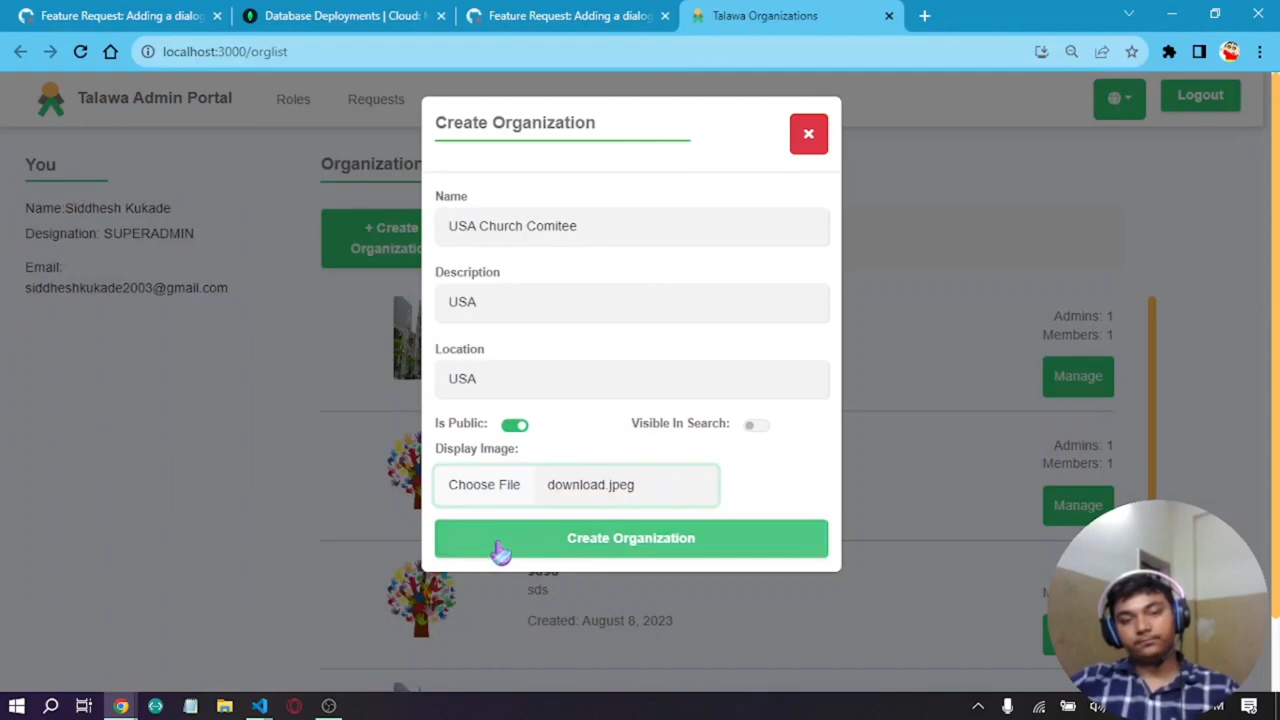 Feature Request: Adding a dialog
Database Deployments | Cloud: M
Feature Request: Adding a dialog
Talawa Organizations
localhost:3000/orglist
Talawa Admin Portal
Roles
Requests
Logout
You
Name:Siddhesh Kukade
Designation: SUPERADMIN
Email:
siddheshkukade2003@gmail.com
Organization
+ Create
Organizatio
Create Organization
Name
USA Church Comitee
Description
USA
Location
USA
Is Public:
Visible In Search:
Display Image:
Choose File
download.jpeg
Create Organization
Admins: 1
Members: 1
Manage
Admins: 1
Members: 1
Manage
sds
Created: August 8, 2023